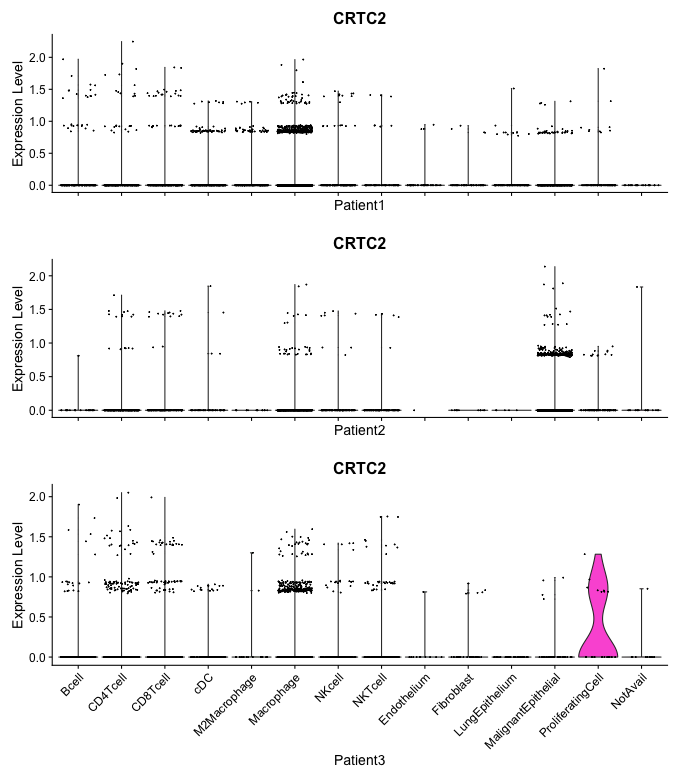 CRTC2
Expression Level
2.0
1.5
1.0
0.5
0.0
Patient1
CRTC2
Expression Level
2.0
1.5
1.0
0.5
0.0
Patient2
CRTC2
Expression Level
2.0
1.5
1.0
0.5
0.0
Bcell
CD4Tcell
CD8Tcell
cDC
M2Macrophage
Macrophage
NKcell
NKTcell
Endothelium
Fibroblast
LungEpithelium
MalignantEpithelial
ProliferatingCell
NotAvail
Patient3